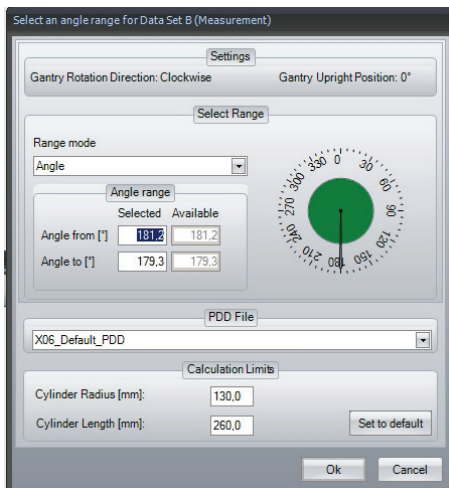 Select an angle range for Data Set B (Measurement)
Settings
Gantry Rotation Direction: Clockwise Gantry Upright Position: 0°
Select Range
Range mode
Angle
Angle range
Selected Available
Angle from [°] 181,2 181,2
Angle to [°] 179,3 179,3
0 30 60 90 120 150 180 210 240 270 300 330
PDD File
X06_Default_PDD
Calculation Limits
Cylinder Radius [mm]: 130,0
Cylinder Length [mm]: 260,0 Set to default
Ok Cancel